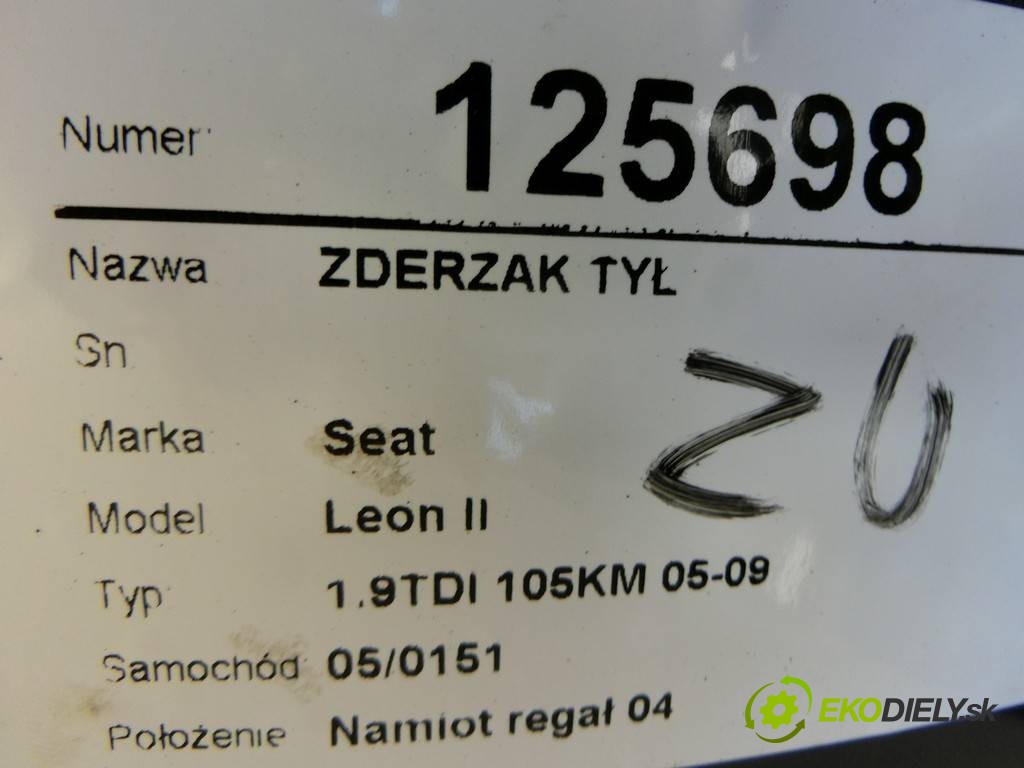 Numer 125698
Nazwa ZDERZAK TYŁ
Sn
Marka Seat
Model Leon II
Typ 1.9TDI 105KM 05-09
Samochód 05/0151
Położenie Namiot regał 04
ZU
EKODIELY.sk